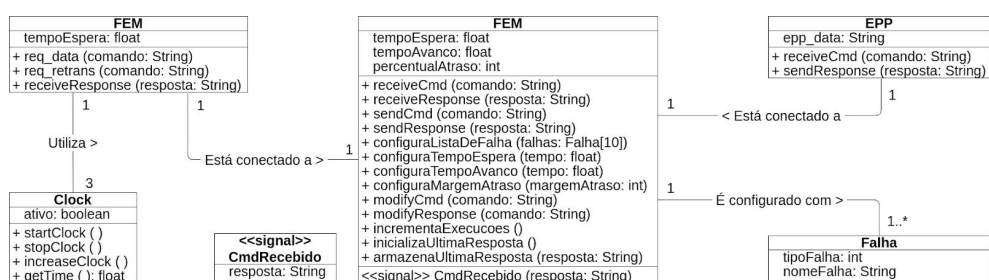 FEM
tempoEspera: float
+ req_data (comando: String)
+ req_retrans (comando: String)
+ receiveResponse (resposta: String)
1
1
Utiliza >
Está conectado a >
1
3
Clock
ativo: boolean
+ startClock ( )
+ stopClock ( )
+ increaseClock ( )
+ getTime ( ): float
<<signal>>
CmdRecebido
resposta: String
FEM
tempoEspera: float
tempoAvanco: float
percentualAtraso: int
+ receiveCmd (comando: String)
+ receiveResponse (resposta: String)
+ sendCmd (comando: String)
+ sendResponse (resposta: String)
+ configuraListaDeFalha (falhas: Falha[10])
+ configuraTempoEspera (tempo: float)
+ configuraTempoAvanco (tempo: float)
+ configuraMargemAtraso (margemAtraso: int)
+ modifyCmd (comando: String)
+ modifyResponse (comando: String)
+ incrementaExecucoes ()
+ inicializaUltimaResposta ()
+ armazenaUltimaResposta (resposta: String)
<<signal>> CmdRecebido (resposta: String)
EPP
epp_data: String
+ receiveCmd (comando: String)
+ sendResponse (resposta: String)
1
1
< Está conectado a
1
É configurado com >
1..*
Falha
tipoFalha: int
nomeFalha: String